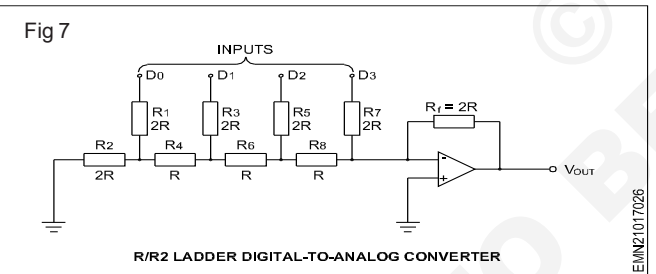 Fig 7
INPUTS
D0 D1 D2 D3
R1 R3 R5 R7 Rf = 2R
2R 2R 2R 2R
R2 R4 R6 R8
2R R R R
-
+
VOUT
R/R2 LADDER DIGITAL-TO-ANALOG CONVERTER
EMN21017026